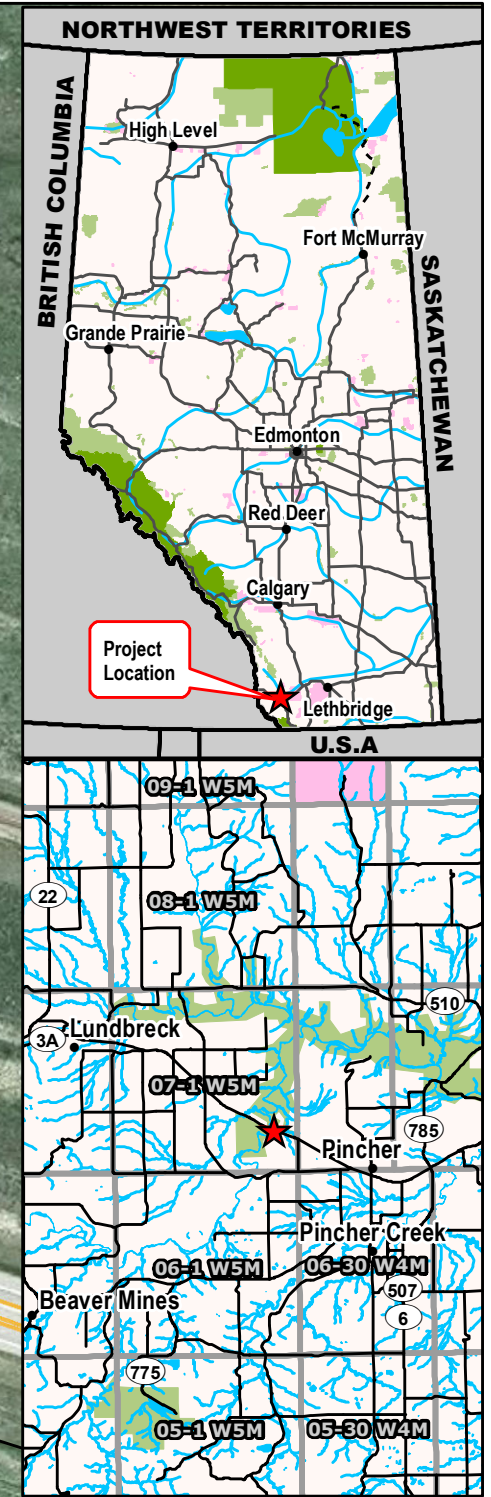 NORTHWEST TERRITORIES
BRITISH COLUMBIA
High Level
Fort McMurray
SASKATCHEWAN
Grande Prairie
Edmonton
Red Deer
Calgary
Project
Location
Lethbridge
U.S.A
09-1 W5M
22
08-1 W5M
510
3A
Lundbreck
07-1 W5M
785
Pincher
Pincher Creek
06-1 W5M
06-30 W4M
507
Beaver Mines
6
775
05-1 W5M
05-30 W4M